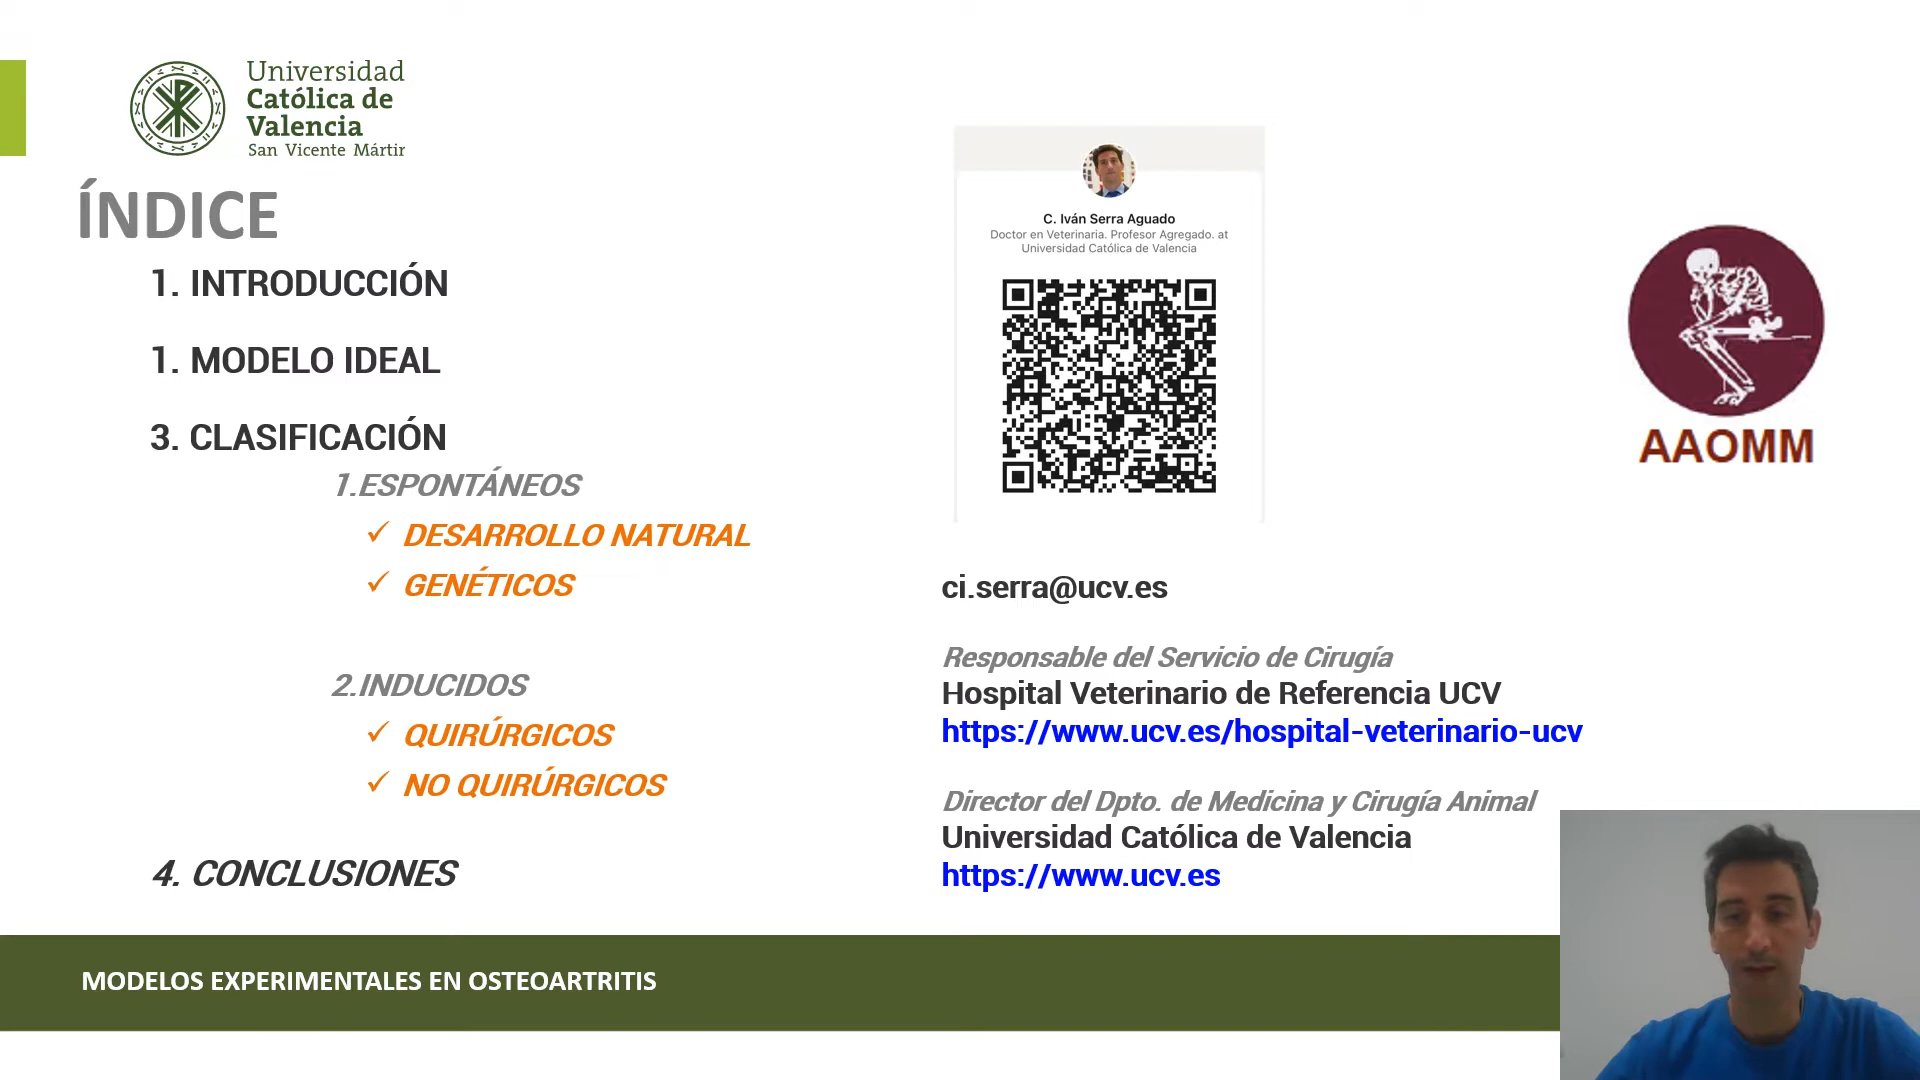 Universidad
Católica de
Valencia
San Vicente Mártir
ÍNDICE
1. INTRODUCCIÓN
1. MODELO IDEAL
3. CLASIFICACIÓN
1.ESPONTÁNEOS
✓ DESARROLLO NATURAL
✓ GENÉTICOS
2.INDUCIDOS
✓ QUIRÚRGICOS
✓ NO QUIRÚRGICOS
4. CONCLUSIONES
C. Iván Serra Aguado
Doctor en Veterinaria. Profesor Agregado. at
Universidad Católica de Valencia
ci.serra@ucv.es
Responsable del Servicio de Cirugía
Hospital Veterinario de Referencia UCV
https://www.ucv.es/hospital-veterinario-ucv
Director del Dpto. de Medicina y Cirugía Animal
Universidad Católica de Valencia
https://www.ucv.es
AAOMM
MODELOS EXPERIMENTALES EN OSTEOARTRITIS